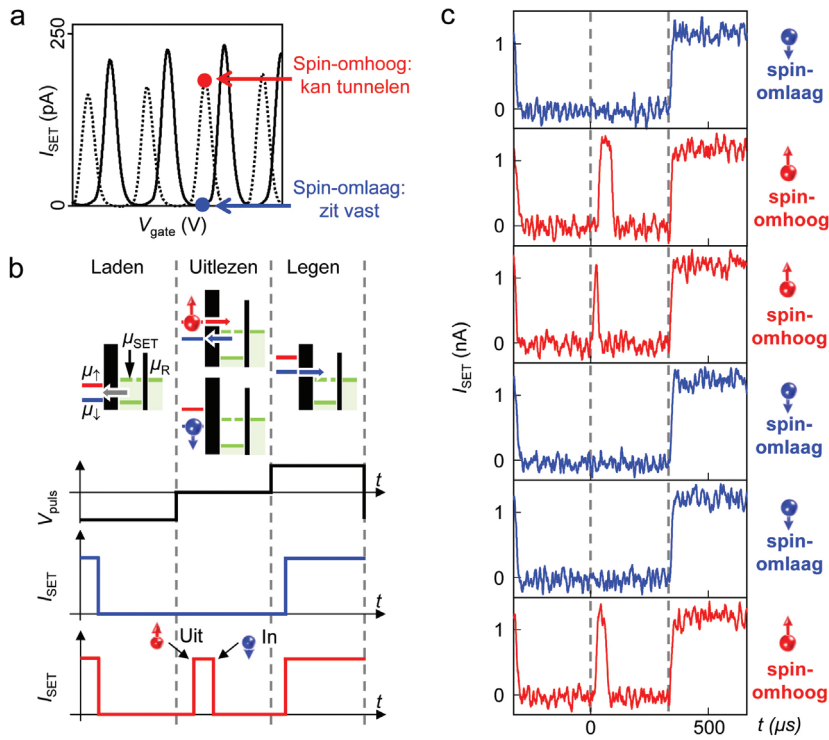 a
250
I_SET (pA)
0
V_gate (V)
Spin-omhoog:
kan tunnelen
Spin-omlaag:
zit vast
b
Laden
Uitlezen
Legen
μ_SET
μ_R
μ↑
μ↓
V_puls
t
I_SET
t
Uit
In
I_SET
t
c
1
0
spin-
omlaag
1
0
spin-
omhoog
1
0
spin-
omhoog
I_SET (nA)
1
0
spin-
omlaag
1
0
spin-
omlaag
1
0
spin-
omhoog
0
500
t (μs)